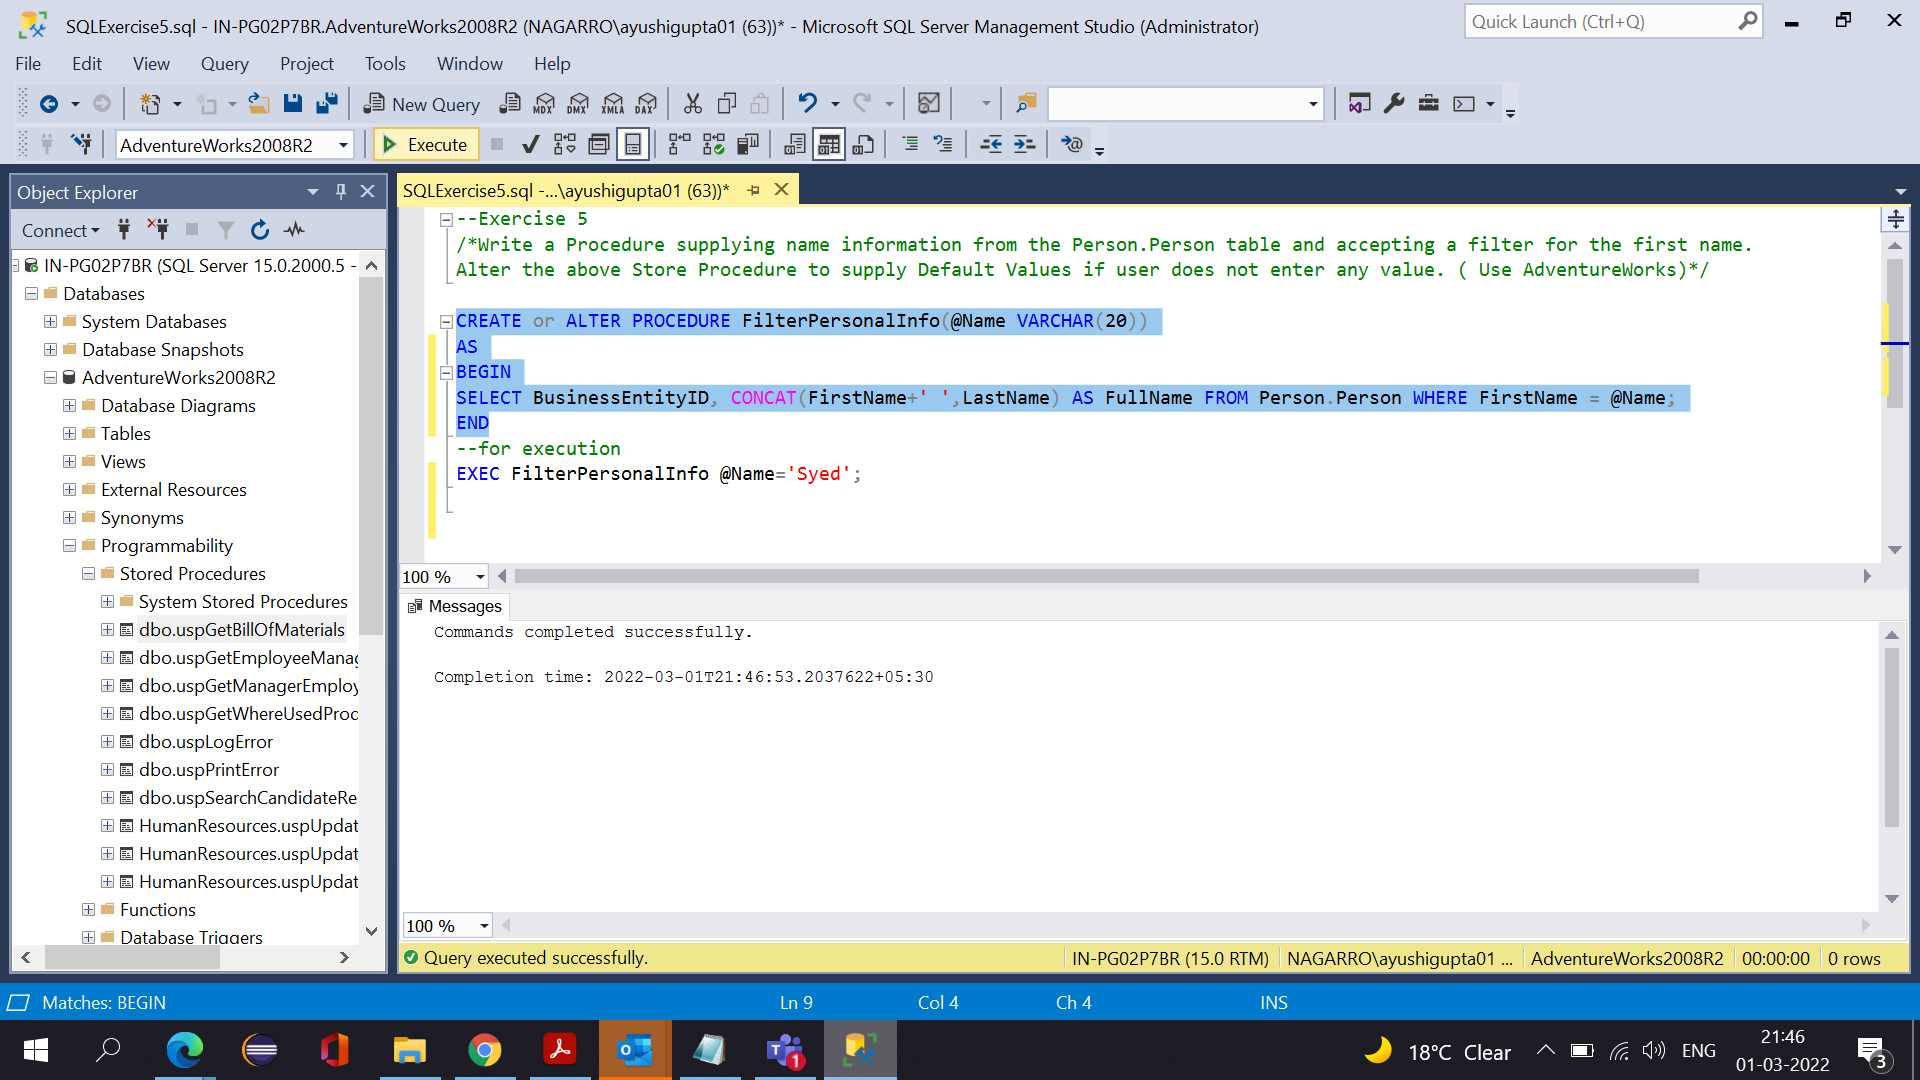 SQLExercise5.sql - IN-PG02P7BR.AdventureWorks2008R2 (NAGARRO\ayushigupta01 (63))* - Microsoft SQL Server Management Studio (Administrator)
Quick Launch (Ctrl+Q)
File Edit View Query Project Tools Window Help
New Query MDX DMX XMLA DAX
AdventureWorks2008R2 Execute
Object Explorer
Connect
IN-PG02P7BR (SQL Server 15.0.2000.5 -
Databases
System Databases
Database Snapshots
AdventureWorks2008R2
Database Diagrams
Tables
Views
External Resources
Synonyms
Programmability
Stored Procedures
System Stored Procedures
dbo.uspGetBillOfMaterials
dbo.uspGetEmployeeManag
dbo.uspGetManagerEmploy
dbo.uspGetWhereUsedProd
dbo.uspLogError
dbo.uspPrintError
dbo.uspSearchCandidateRe
HumanResources.uspUpdat
HumanResources.uspUpdat
HumanResources.uspUpdat
Functions
Database Triggers
SQLExercise5.sql -...\ayushigupta01 (63))*
--Exercise 5
/*Write a Procedure supplying name information from the Person.Person table and accepting a filter for the first name.
Alter the above Store Procedure to supply Default Values if user does not enter any value. ( Use AdventureWorks)*/
CREATE or ALTER PROCEDURE FilterPersonalInfo(@Name VARCHAR(20))
AS
BEGIN
SELECT BusinessEntityID, CONCAT(FirstName+' ',LastName) AS FullName FROM Person.Person WHERE FirstName = @Name;
END
--for execution
EXEC FilterPersonalInfo @Name='Syed';
100 %
Messages
Commands completed successfully.
Completion time: 2022-03-01T21:46:53.2037622+05:30
100 %
Query executed successfully. IN-PG02P7BR (15.0 RTM) NAGARRO\ayushigupta01 ... AdventureWorks2008R2 00:00:00 0 rows
Matches: BEGIN Ln 9 Col 4 Ch 4 INS
1 18°C Clear ENG 21:46
01-03-2022 3